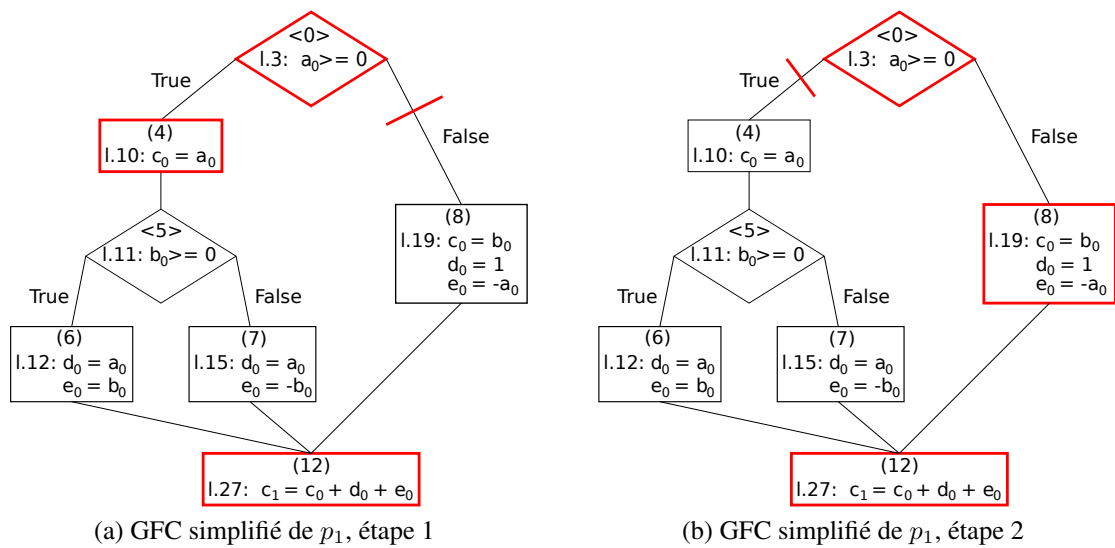 <0>
l.3: a₀>= 0
True
False
(4)
l.10: c₀ = a₀
<5>
l.11: b₀>= 0
True
False
(8)
l.19: c₀ = b₀
d₀ = 1
e₀ = -a₀
(6)
l.12: d₀ = a₀
e₀ = b₀
(7)
l.15: d₀ = a₀
e₀ = -b₀
(12)
l.27: c₁ = c₀ + d₀ + e₀
(a) GFC simplifié de p₁, étape 1
<0>
l.3: a₀>= 0
True
False
(4)
l.10: c₀ = a₀
<5>
l.11: b₀>= 0
True
False
(8)
l.19: c₀ = b₀
d₀ = 1
e₀ = -a₀
(6)
l.12: d₀ = a₀
e₀ = b₀
(7)
l.15: d₀ = a₀
e₀ = -b₀
(12)
l.27: c₁ = c₀ + d₀ + e₀
(b) GFC simplifié de p₁, étape 2